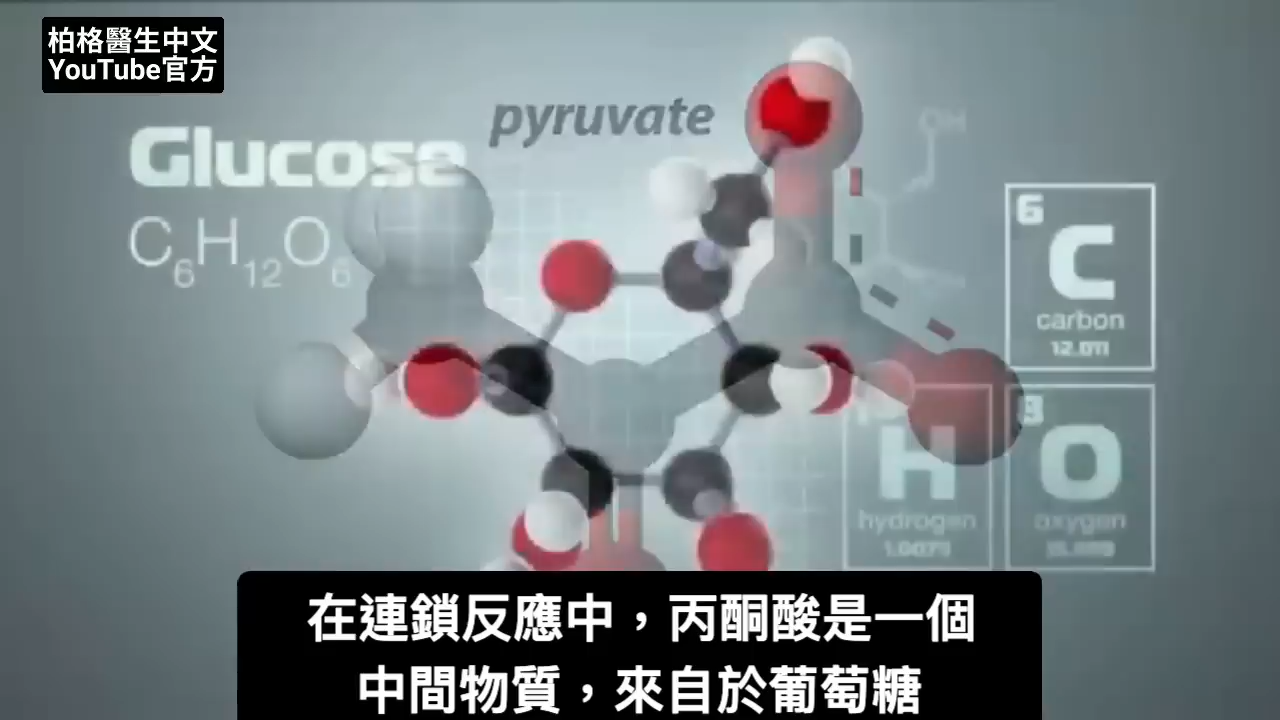 柏格醫生中文
YouTube官方
pyruvate
Glucose
C6H12O6
OH
6
C
carbon
12.011
H
hydrogen
1.0079
O
oxygen
在連鎖反應中，丙酮酸是一個
中間物質，來自於葡萄糖